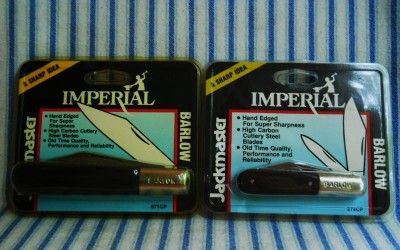 A SHARP IDEA
IMPERIAL
Jackmaster
BARLOW
• Hand Edged
For Super
Sharpness
• High Carbon Cutlery
Steel Blades
• Old Time Quality,
Performance and Reliability
BARLOW
A SHARP IDEA
IMPERIAL
Jackmaster
BARLOW
• Hand Edged
For Super Sharpness
• High Carbon
Cutlery Steel
Blades
• Old Time Quality,
Performance
and Reliability
BARLOW